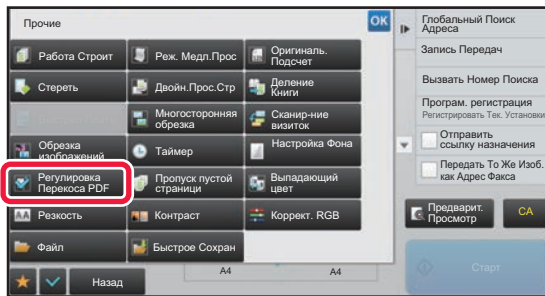 Прочие
OK
Работа Строит
Реж. Медл.Прос
Оригиналь.
Подсчет
Стереть
Двойн.Прос.Стр
Деление
Книги
Многосторонняя
обрезка
Сканир-ние
визиток
Обрезка
изображений
Таймер
Настройка Фона
Регулировка
Перекоса PDF
Пропуск пустой
страници
Выпадающий
цвет
AA Резкость
Контраст
Коррект. RGB
Файл
Быстрое Сохран
Назад
A4
A4
Глобальный Поиск
Адреса
Запись Передач
Вызвать Номер Поиска
Програм. регистрация
Регистрировать Тек. Установки
Отправить
ссылку назначения
Передать То Же Изоб.
как Адрес Факса
Предварит.
Просмотр
CA
Старт